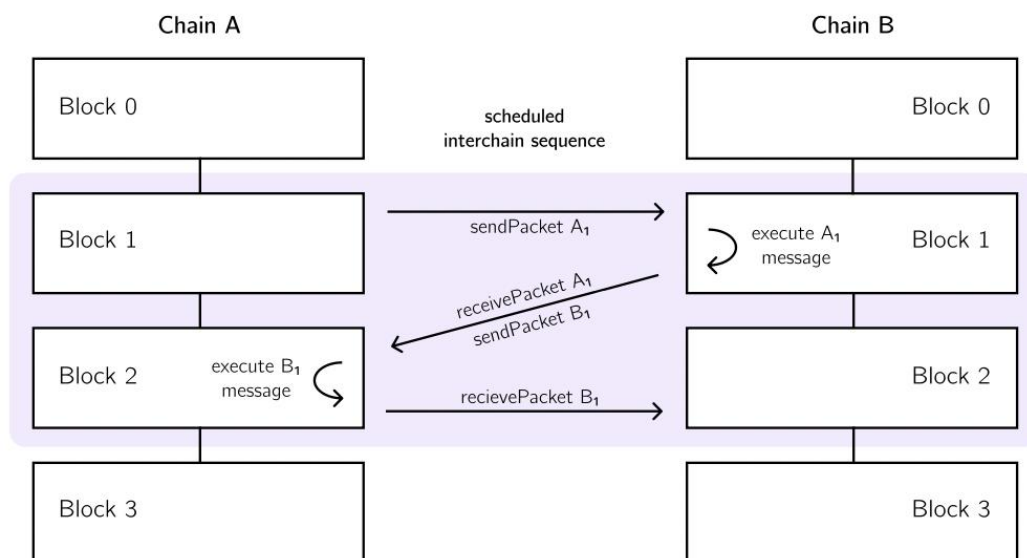 Chain A
Chain B
Block 0
Block 0
scheduled
interchain sequence
Block 1
sendPacket A₁
execute A₁
message
Block 1
receivePacket A₁
sendPacket B₁
Block 2
execute B₁
message
recievePacket B₁
Block 2
Block 3
Block 3